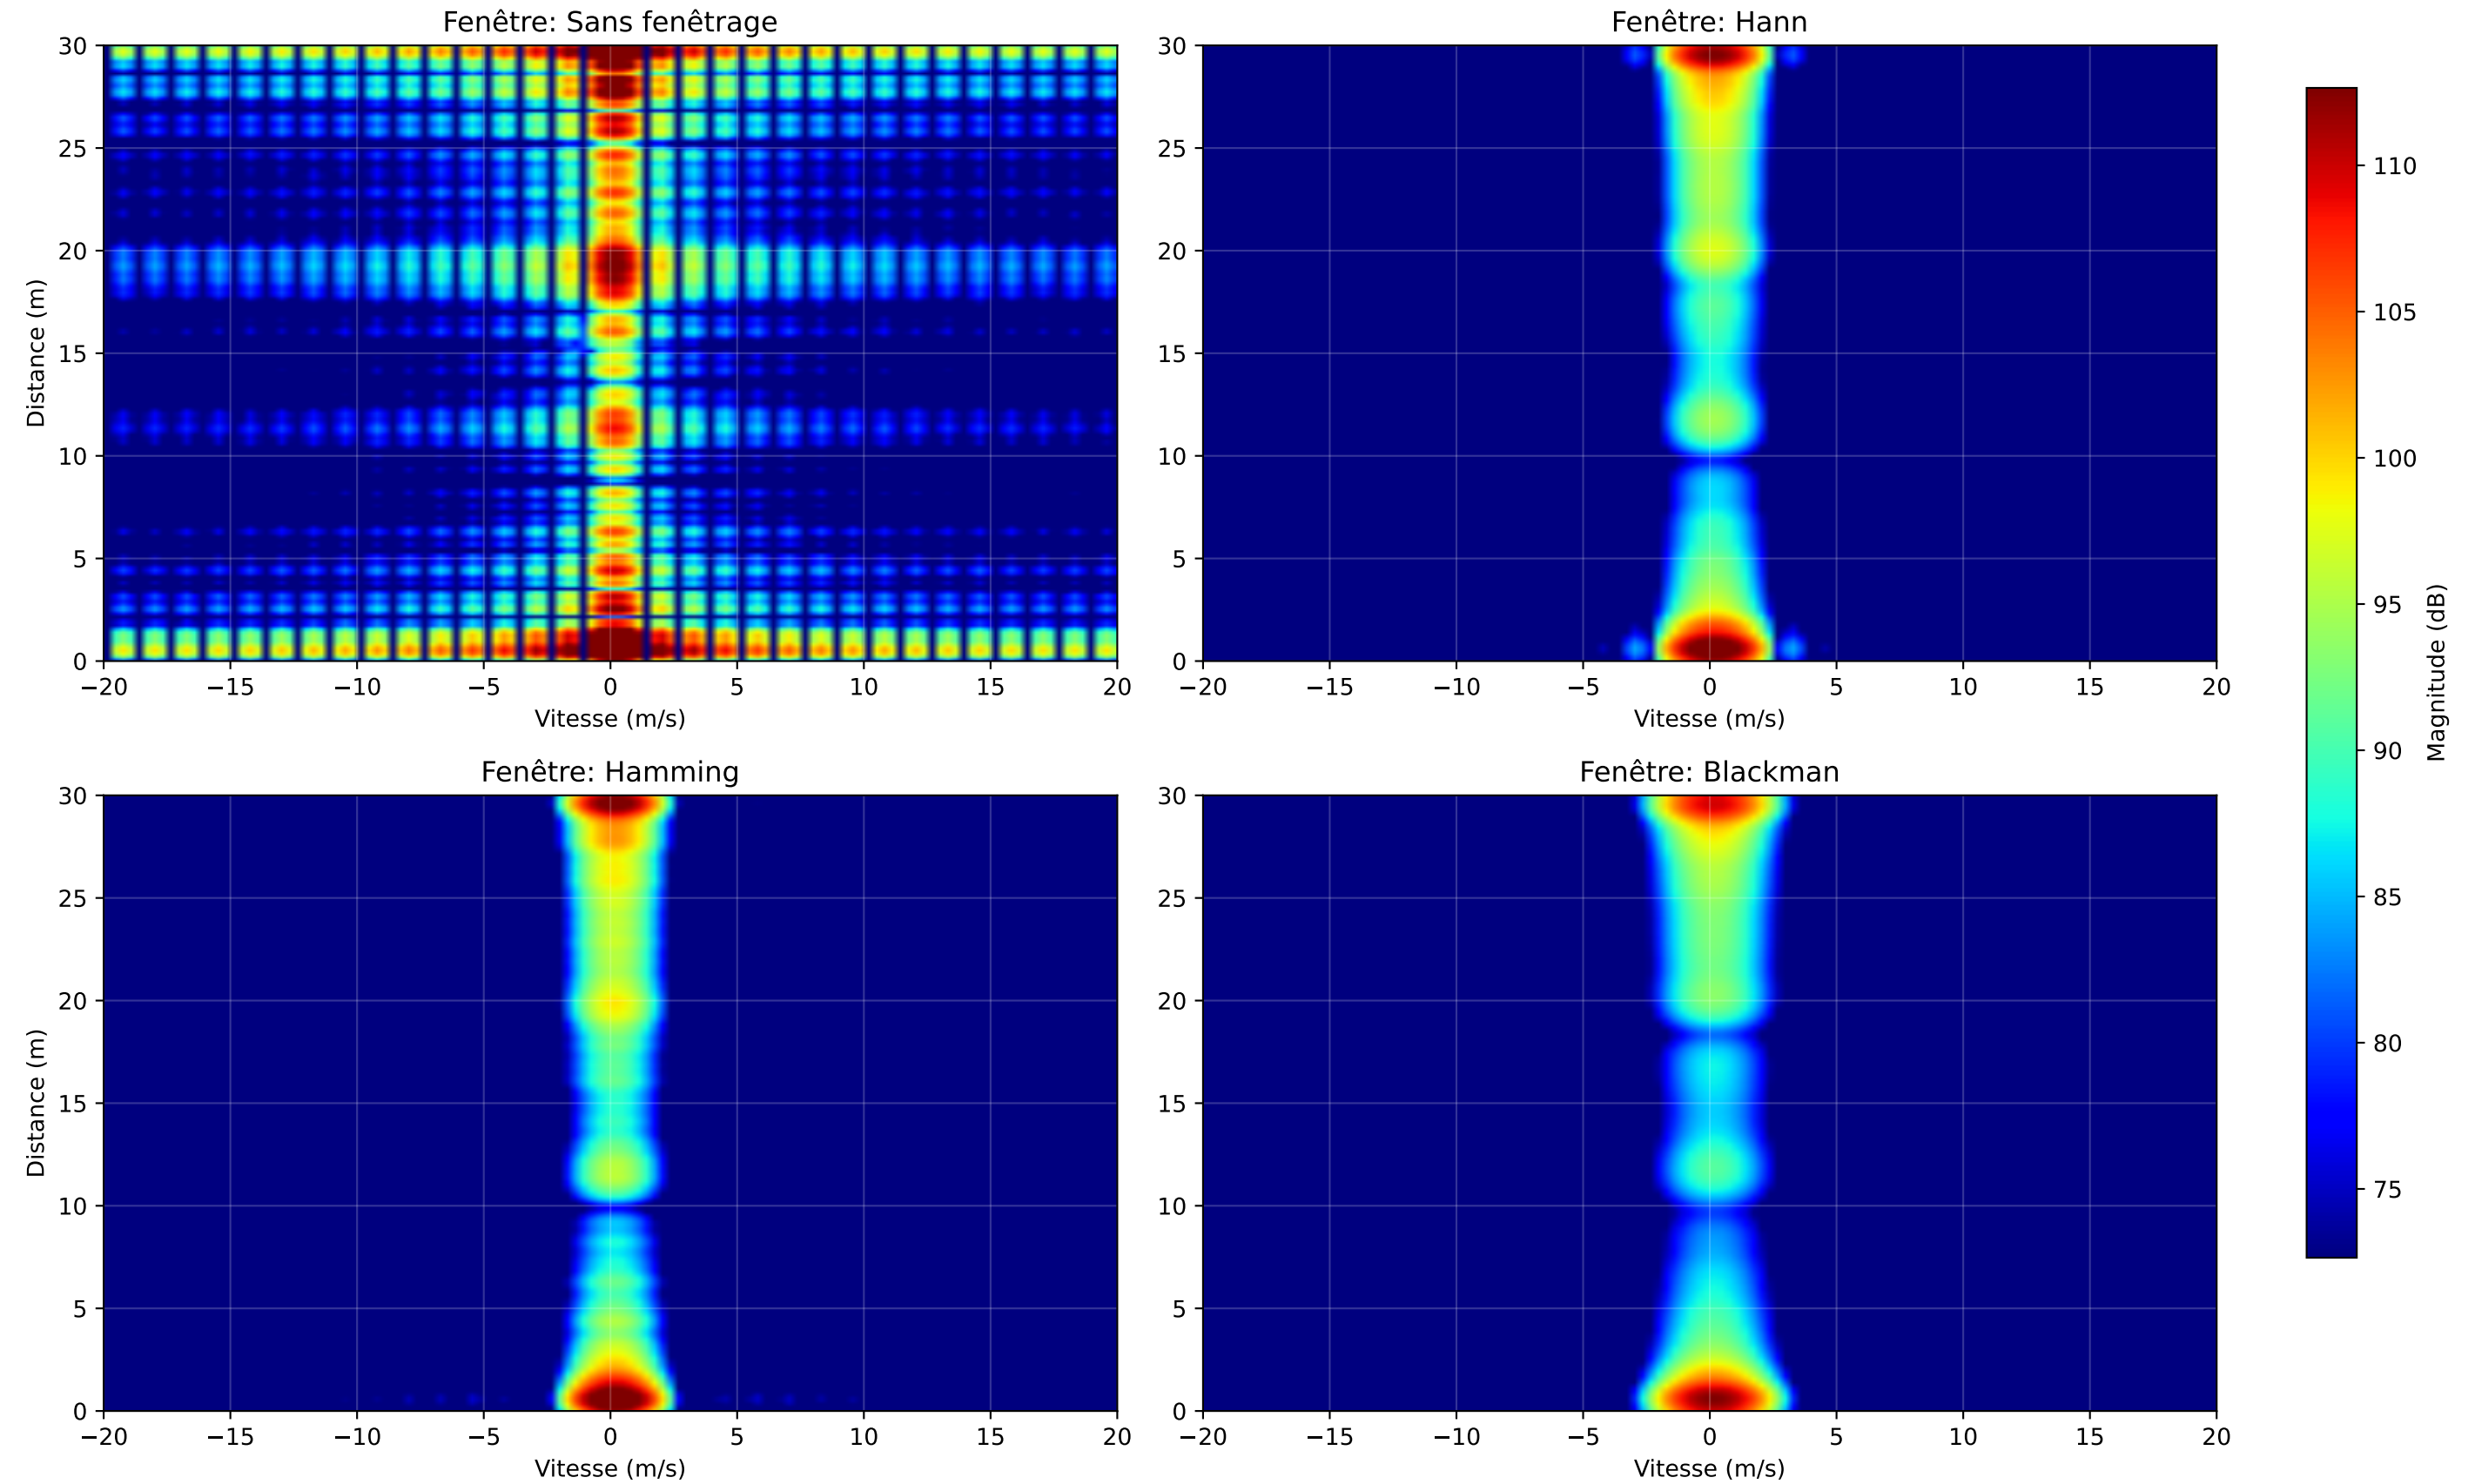 Fenêtre: Sans fenêtrage
30
25
20
15
10
5
0
Distance (m)
−20 −15 −10 −5 0 5 10 15 20
Vitesse (m/s)
Fenêtre: Hann
30
25
20
15
10
5
0
−20 −15 −10 −5 0 5 10 15 20
Vitesse (m/s)
Fenêtre: Hamming
30
25
20
15
10
5
0
Distance (m)
−20 −15 −10 −5 0 5 10 15 20
Vitesse (m/s)
Fenêtre: Blackman
30
25
20
15
10
5
0
−20 −15 −10 −5 0 5 10 15 20
Vitesse (m/s)
110
105
100
95
90
85
80
75
Magnitude (dB)